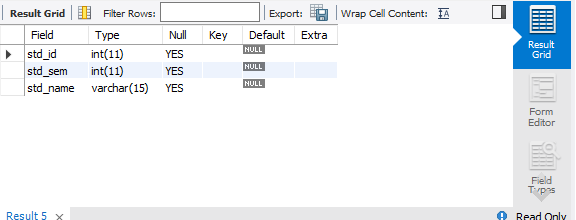 Result Grid Filter Rows: Export: Wrap Cell Content: IA
Field Type Null Key Default Extra
std_id int(11) YES NULL
std_sem int(11) YES NULL
std_name varchar(15) YES NULL
Result
Grid
Form
Editor
Field
Types
Result 5 × Read Only